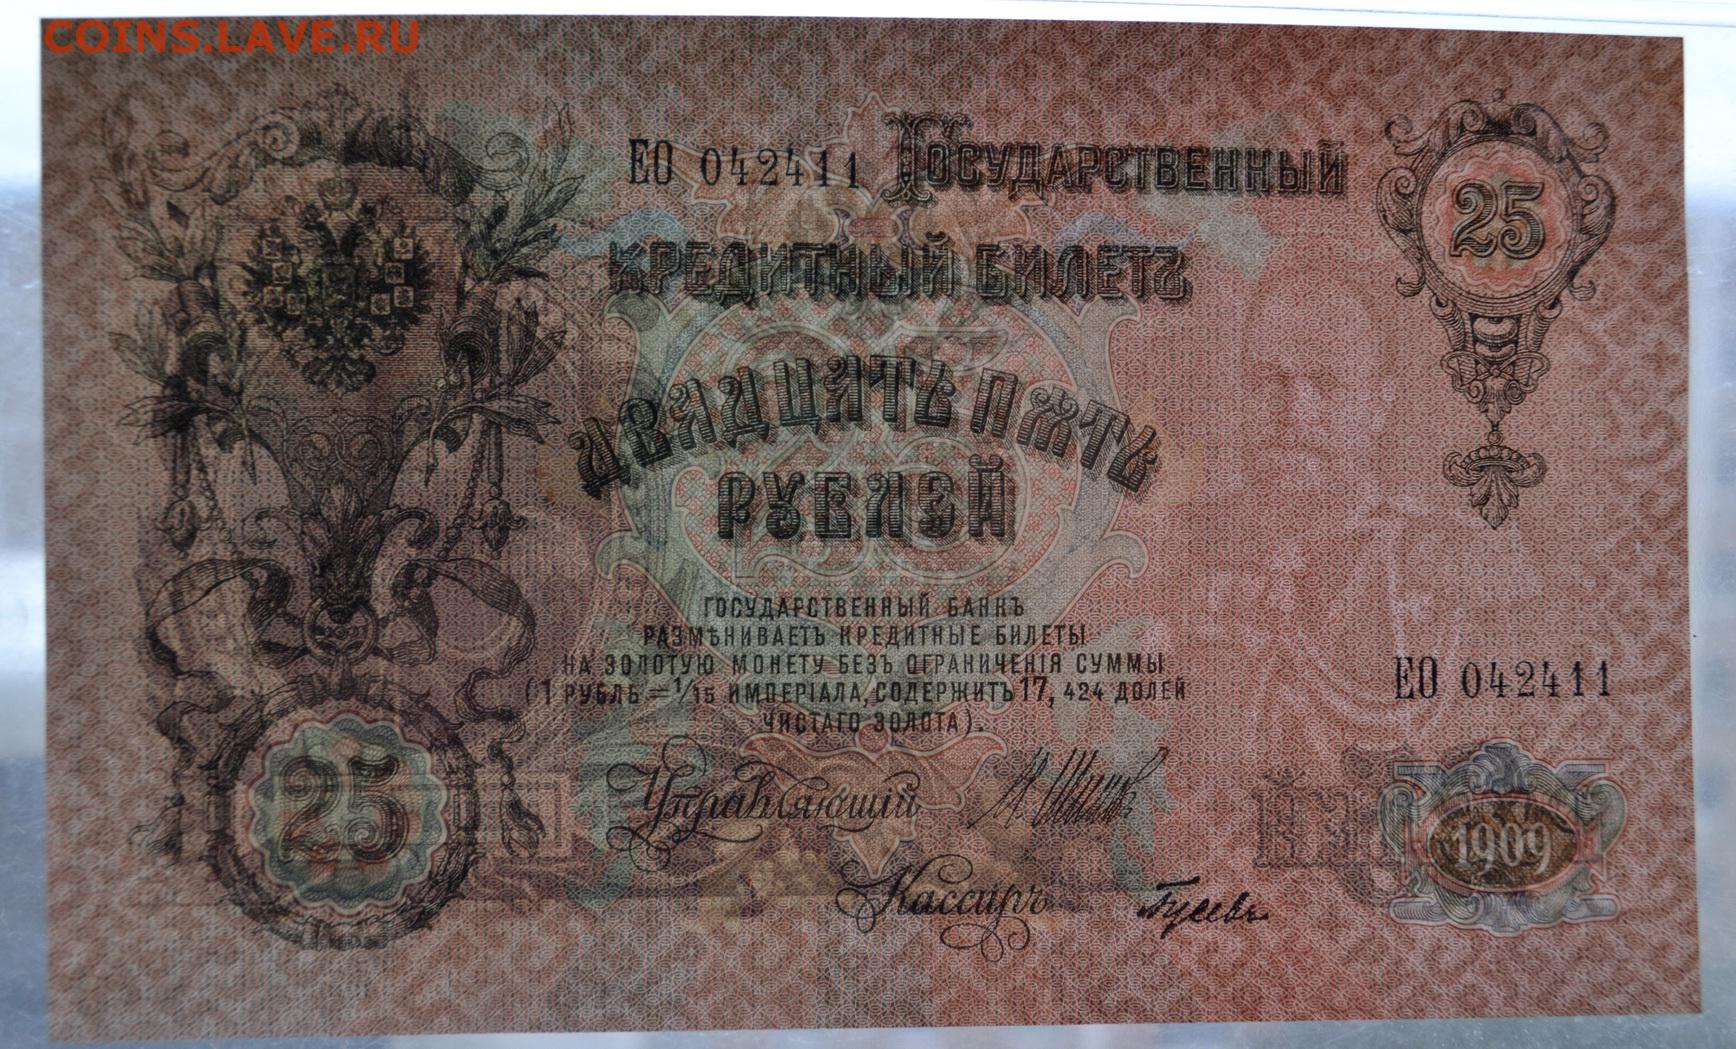 COINS.LAVE.RU
ЕО 042411 Государственный
25
Кредитный Билетъ
Двадцать пять
рублей
Государственный Банкъ
размѣниваетъ кредитные билеты
на золотую монету безъ ограниченія суммы
(1 рубль = 1/15 имперіала, содержитъ 17, 424 долей
чистаго золота).
ЕО 042411
25
Управляющій И Шипов
Кассиръ Гусевъ
1909